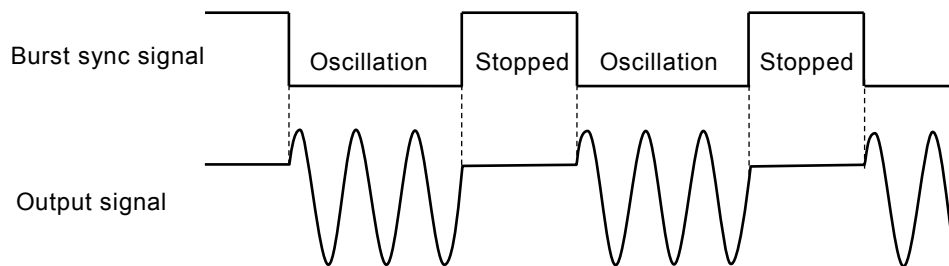 Burst sync signal
Oscillation Stopped Oscillation Stopped
Output signal